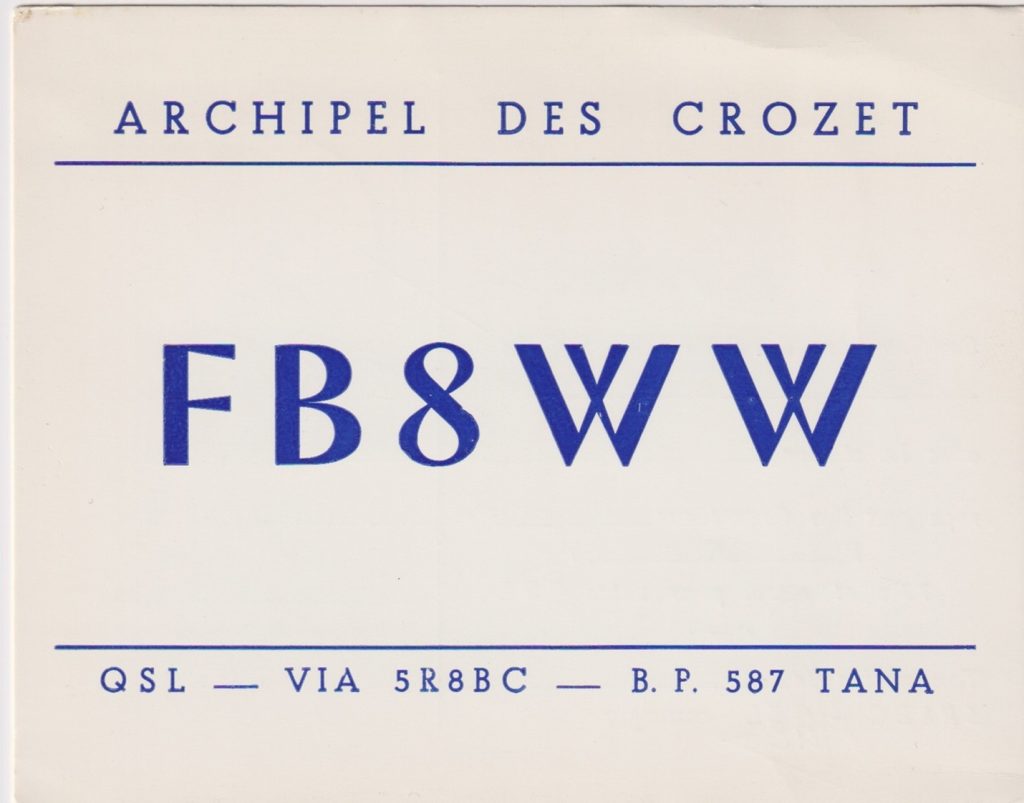 ARCHIPEL DES CROZET
FB8WW
QSL — VIA 5R8BC — B. P. 587 TANA